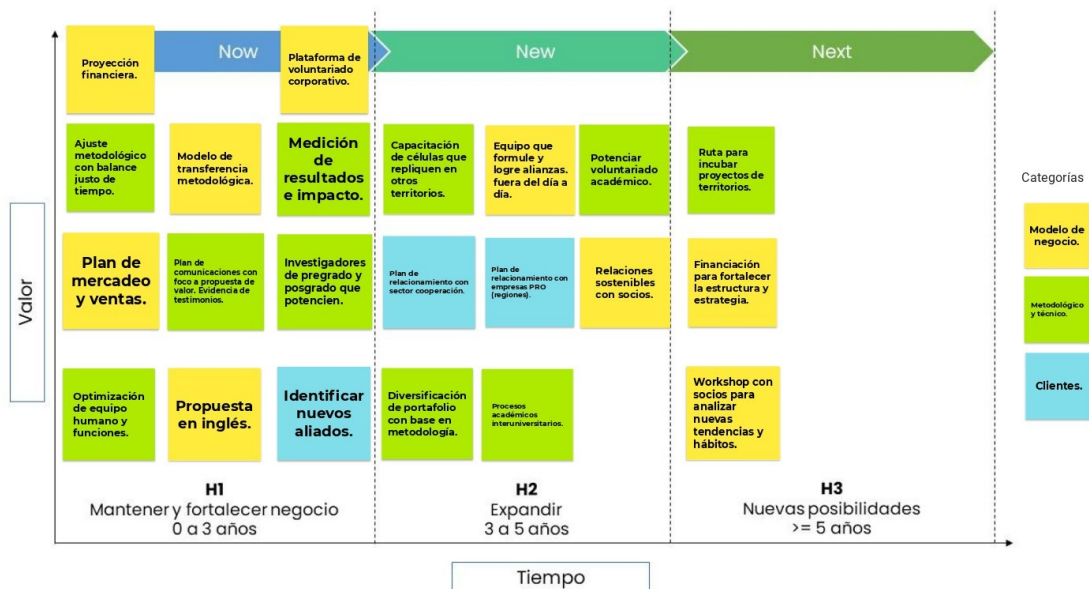 Now
New
Next
Proyección
financiera.
Plataforma de
voluntariado
corporativo.
Ajuste
metodológico
con balance
justo de
tiempo.
Modelo de
transferencia
metodológica.
Medición
de
resultados
e impacto.
Capacitación
de células que
repliquen en
otros
territorios.
Equipo que
formule y
logre alianzas.
fuera del día a
día.
Potenciar
voluntariado
académico.
Ruta para
incubar
proyectos de
territorios.
Plan de
mercadeo
y ventas.
Plan de
comunicaciones con
foco a propuesta de
valor. Evidencia de
testimonios.
Investigadores
de pregrado y
posgrado que
potencien.
Plan de
relacionamiento con
sector cooperación.
Plan de
relacionamiento con
empresas PRO
(regiones).
Relaciones
sostenibles
con socios.
Financiación
para fortalecer
la estructura y
estrategia.
Optimización
de equipo
humano y
funciones.
Propuesta
en inglés.
Identificar
nuevos
aliados.
Diversificación
de portafolio
con base en
metodología.
Procesos
académicos
interuniversitarios.
Workshop con
socios para
analizar
nuevas
tendencias y
hábitos.
H1
Mantener y fortalecer negocio
0 a 3 años
H2
Expandir
3 a 5 años
H3
Nuevas posibilidades
>= 5 años
Valor
Tiempo
Categorías
Modelo de
negocio.
Metodológico
y técnico.
Clientes.